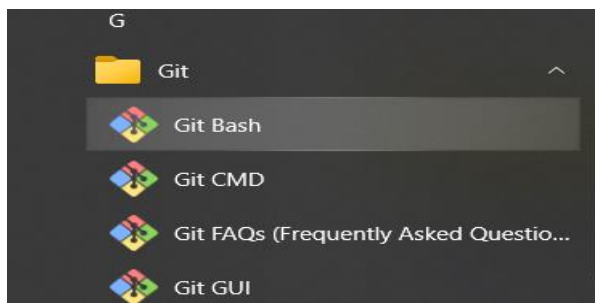 G
Git
Git Bash
Git CMD
Git FAQs (Frequently Asked Questio...
Git GUI